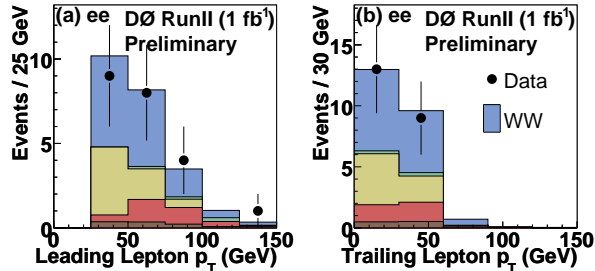 (a) ee DØ RunII (1 fb⁻¹)
Preliminary
Events / 25 GeV
10
5
0
0 50 100 150
Leading Lepton p_T (GeV)
(b) ee DØ RunII (1 fb⁻¹)
Preliminary
Events / 30 GeV
15
10
5
0
Data
WW
0 50 100 150
Trailing Lepton p_T (GeV)